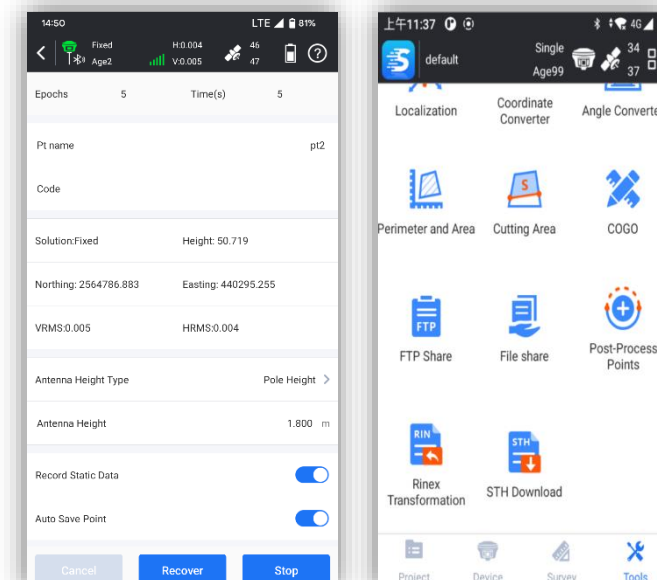 14:50 LTE 81%
Fixed H:0.004 46
Age2 V:0.005 47
Epochs 5 Time(s) 5
Pt name pt2
Code
Solution:Fixed Height: 50.719
Northing: 2564786.883 Easting: 440295.255
VRMS:0.005 HRMS:0.004
Antenna Height Type Pole Height
Antenna Height 1.800 m
Record Static Data
Auto Save Point
Cancel Recover Stop
上午11:37 4G
default Single 34
Age99 37
Localization Coordinate Converter Angle Converte
Perimeter and Area S Cutting Area COGO
FTP
FTP Share File share Post-Process Points
RIN STH
Rinex Transformation STH Download
Project Device Survey Tools